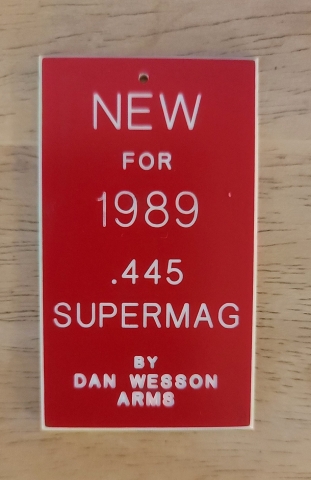 NEW
FOR
1989
.445
SUPERMAG
BY
DAN WESSON
ARMS